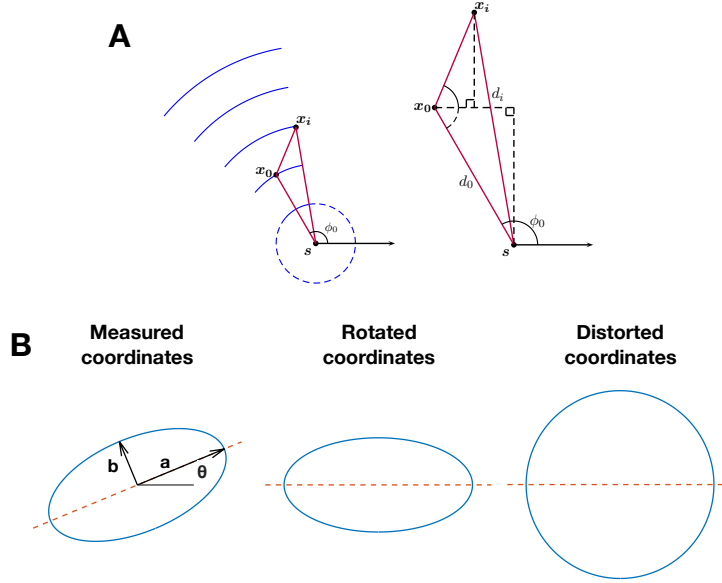 A
x_i
x_0
ϕ_0
s
x_i
x_0
d_i
d_0
ϕ_0
s
B
Measured
coordinates
Rotated
coordinates
Distorted
coordinates
b
a
θ